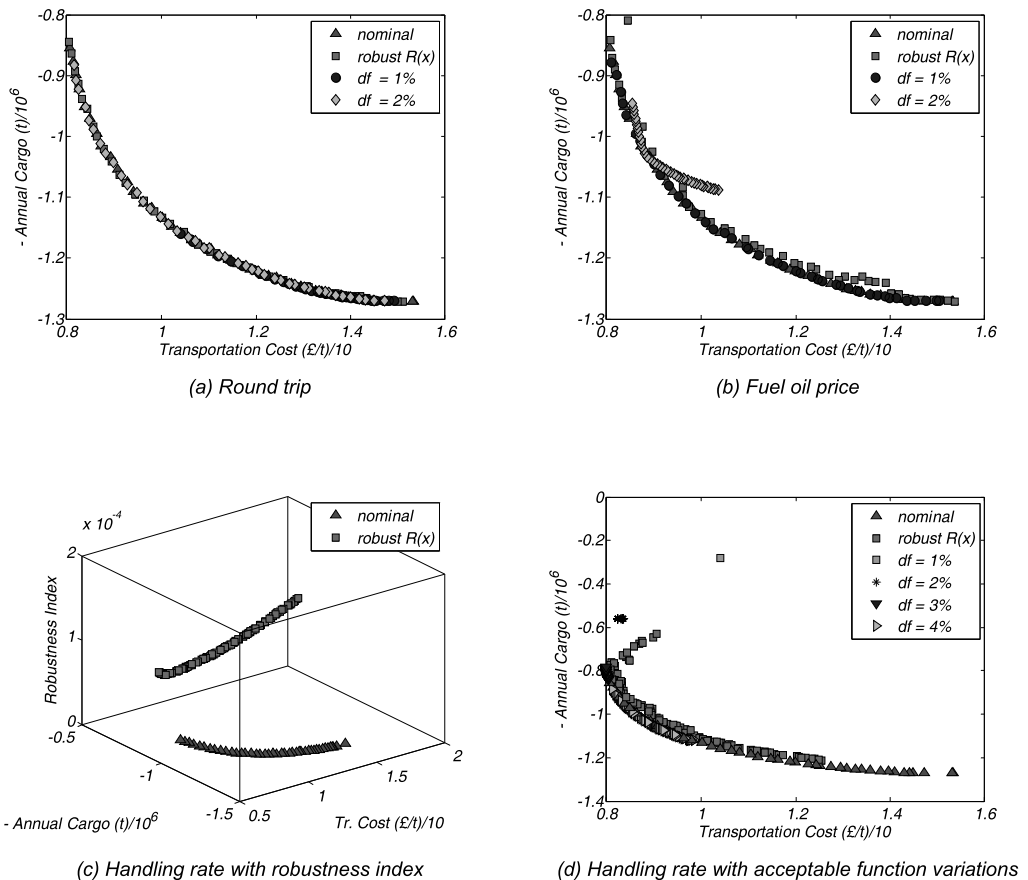 -0.8
-0.9
-1
-1.1
-1.2
-1.3
0.8
1
1.2
1.4
1.6
- Annual Cargo (t)/10^6
Transportation Cost (£/t)/10
nominal
robust R(x)
df = 1%
df = 2%
(a) Round trip
-0.8
-0.9
-1
-1.1
-1.2
-1.3
0.8
1
1.2
1.4
1.6
- Annual Cargo (t)/10^6
Transportation Cost (£/t)/10
nominal
robust R(x)
df = 1%
df = 2%
(b) Fuel oil price
x 10^-4
2
1
0
Robustness Index
-0.5
-1
-1.5
- Annual Cargo (t)/10^6
0.5
1
1.5
2
Tr. Cost (£/t)/10
nominal
robust R(x)
(c) Handling rate with robustness index
0
-0.2
-0.4
-0.6
-0.8
-1
-1.2
-1.4
0.8
1
1.2
1.4
1.6
- Annual Cargo (t)/10^6
Transportation Cost (£/t)/10
nominal
robust R(x)
df = 1%
df = 2%
df = 3%
df = 4%
(d) Handling rate with acceptable function variations